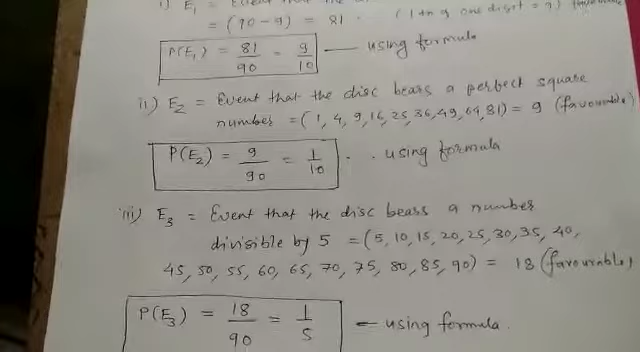 i) E₁ =
= (90 - 9) = 81 . (1 to 9 one digit = 9)
P(E₁) = 81/90 = 9/10 — using formula
ii) E₂ = Event that the disc bears a perfect square
number = (1, 4, 9, 16, 25, 36, 49, 64, 81) = 9 (favourable)
P(E₂) = 9/90 = 1/10 . . using formula
iii) E₃ = Event that the disc bears a number
divisible by 5 = (5, 10, 15, 20, 25, 30, 35, 40,
45, 50, 55, 60, 65, 70, 75, 80, 85, 90) = 18 (favourable)
P(E₃) = 18/90 = 1/5 — using formula.